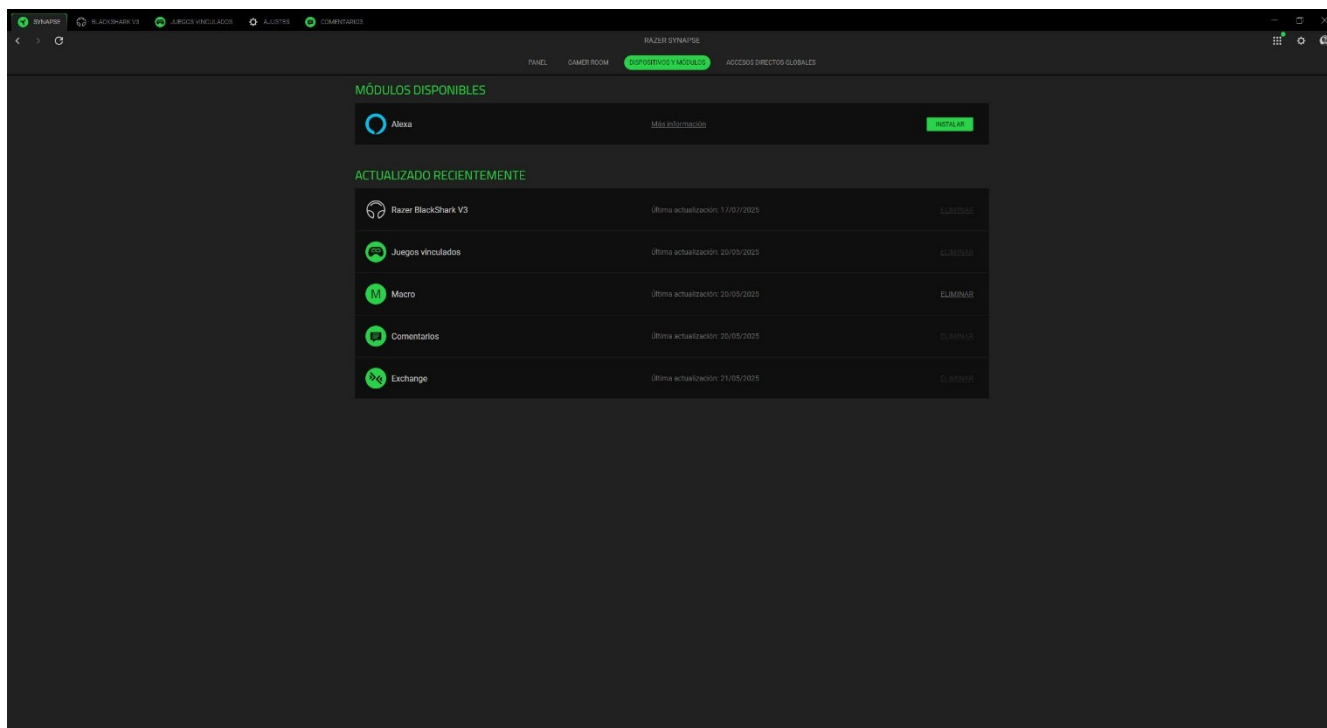 SYNAPSE BLACKSHARK V3 JUEGOS VINCULADOS AJUSTES COMENTARIOS
RAZER SYNAPSE
PANEL GAMER ROOM DISPOSITIVOS Y MÓDULOS ACCESOS DIRECTOS GLOBALES
MÓDULOS DISPONIBLES
Alexa Más información INSTALAR
ACTUALIZADO RECIENTEMENTE
Razer BlackShark V3 Última actualización: 17/07/2025 ELIMINAR
Juegos vinculados Última actualización: 20/05/2025 ELIMINAR
M Macro Última actualización: 20/05/2025 ELIMINAR
Comentarios Última actualización: 20/05/2025 ELIMINAR
Exchange Última actualización: 21/05/2025 ELIMINAR